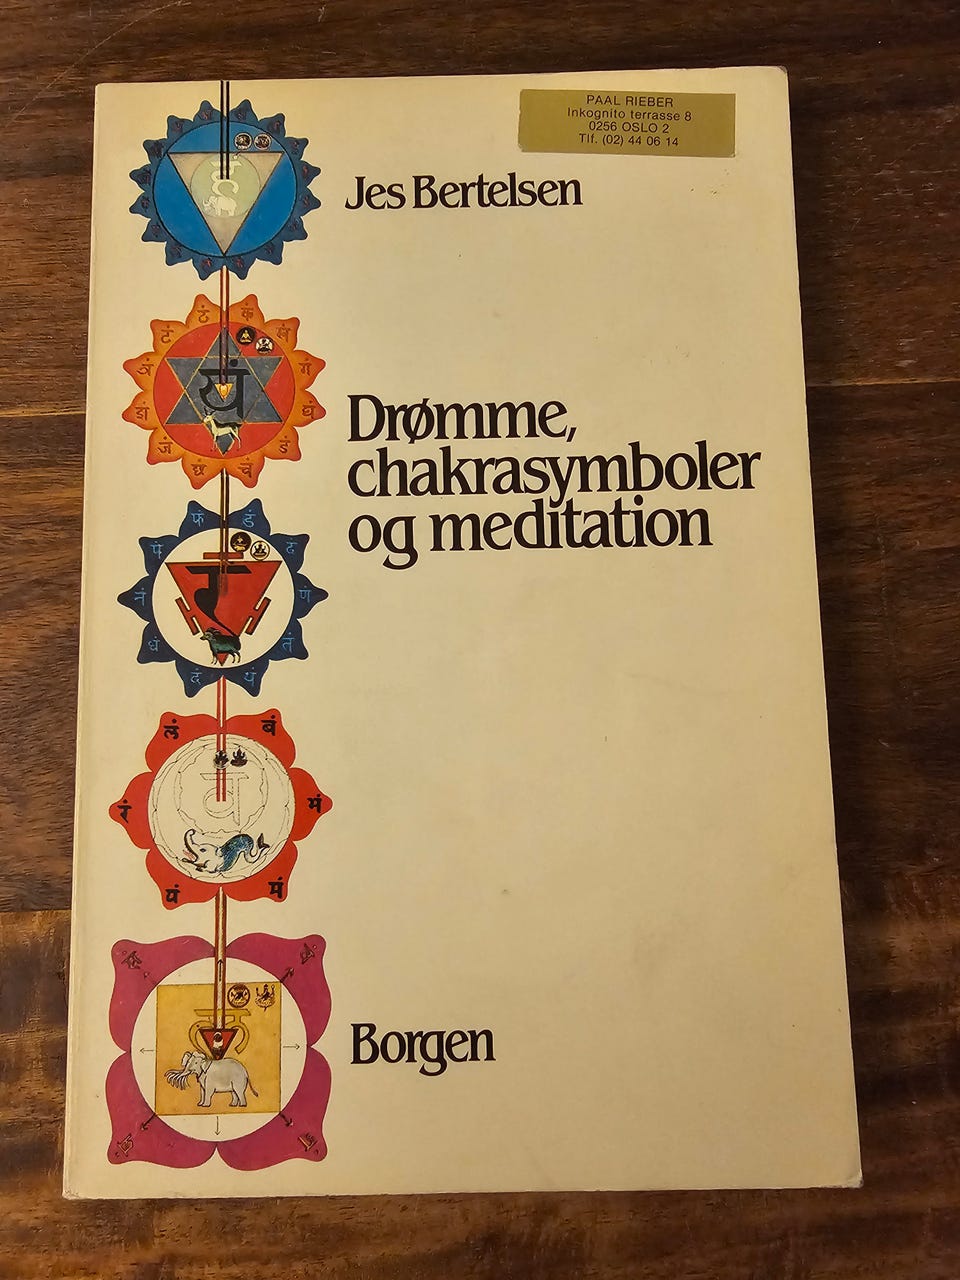 PAAL RIEBER
Inkognito terrasse 8
0256 OSLO 2
Tlf. (02) 44 06 14
Jes Bertelsen
Drømme,
chakrasymboler
og meditation
Borgen
ठं
कं
टं
खं
ञं
गं
यं
झं
घं
जं
ङं
छं
चं
फं
डं
पं
ढं
रं
नं
णं
धं
तं
दं
थं
लं
बं
वं
रं
मं
यं